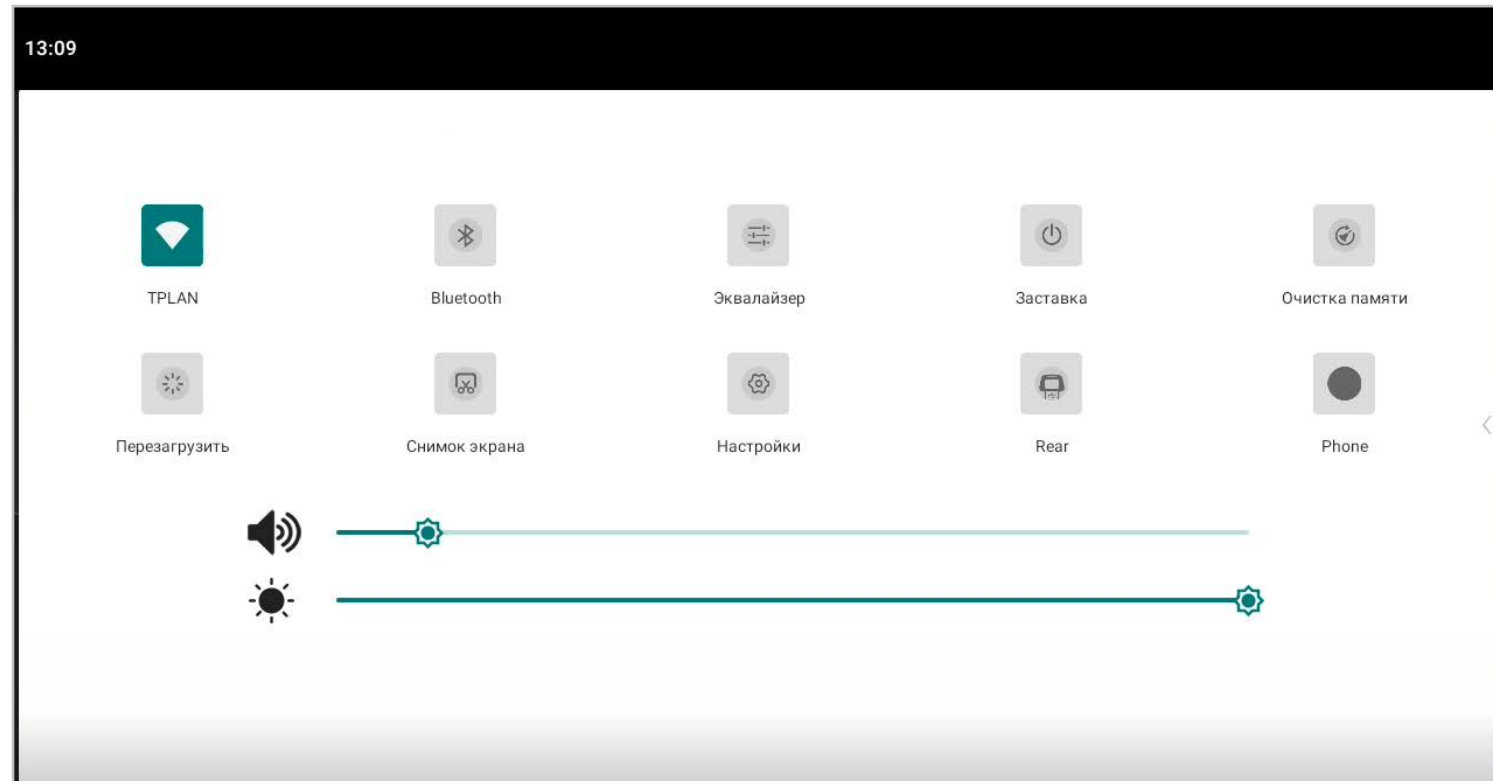 13:09
TPLAN
Bluetooth
Эквалайзер
Заставка
Очистка памяти
Перезагрузить
Снимок экрана
Настройки
Rear
Phone